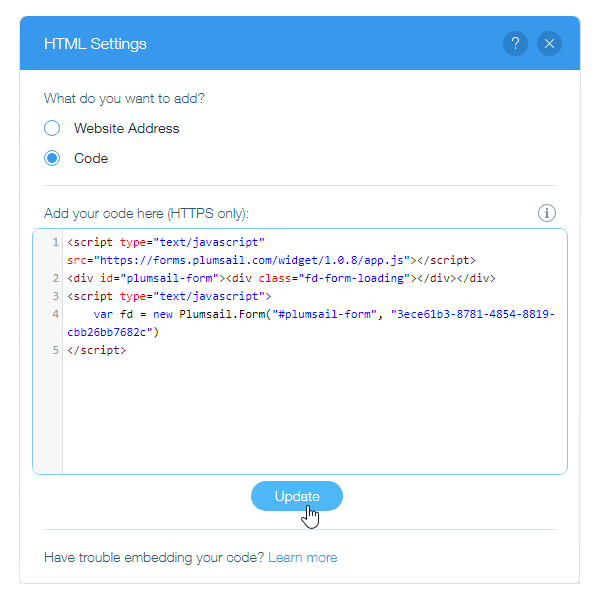 HTML Settings
?
What do you want to add?
Website Address
Code
Add your code here (HTTPS only):
i
1 <script type="text/javascript"
src="https://forms.plumsail.com/widget/1.0.8/app.js"></script>
2 <div id="plumsail-form"><div class="fd-form-loading"></div></div>
3 <script type="text/javascript">
4     var fd = new Plumsail.Form("#plumsail-form", "3ece61b3-8781-4854-8819-
cbb26bb7682c")
5 </script>
Update
Have trouble embedding your code? Learn more